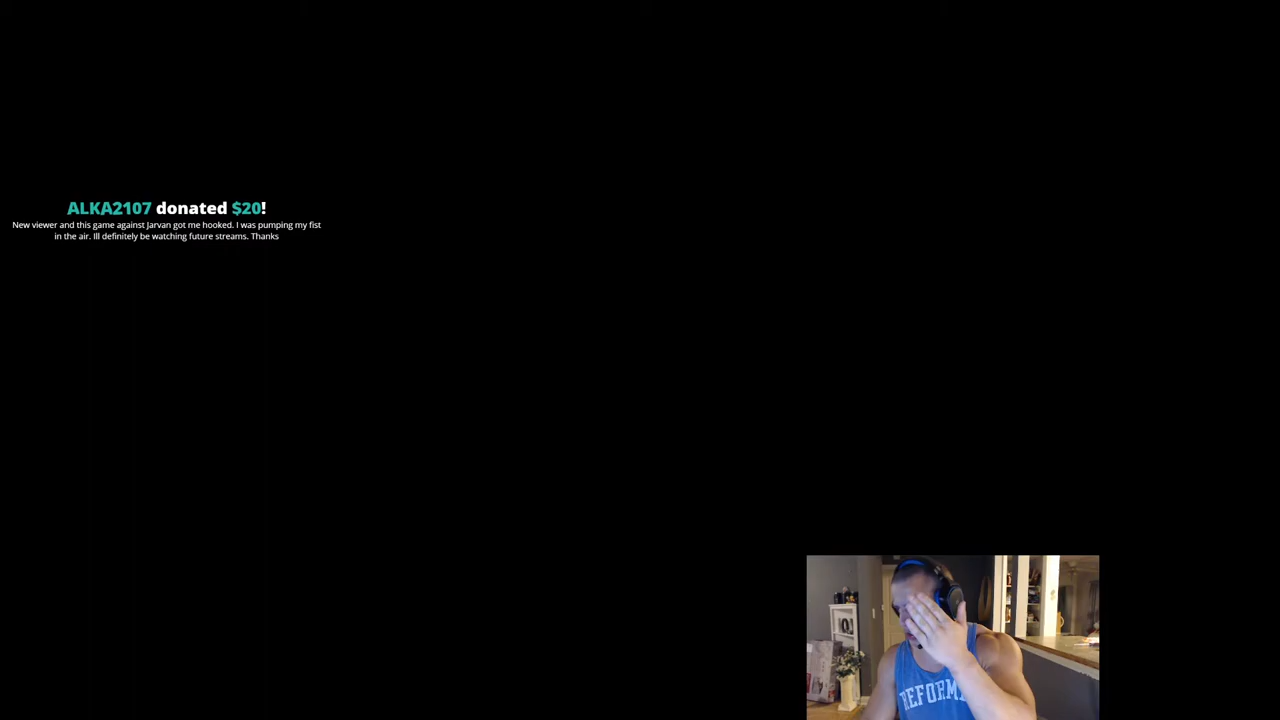 ALKA2107 donated $20!
New viewer and this game against Jarvan got me hooked. I was pumping my fist
in the air. Ill definitely be watching future streams. Thanks
REFORM